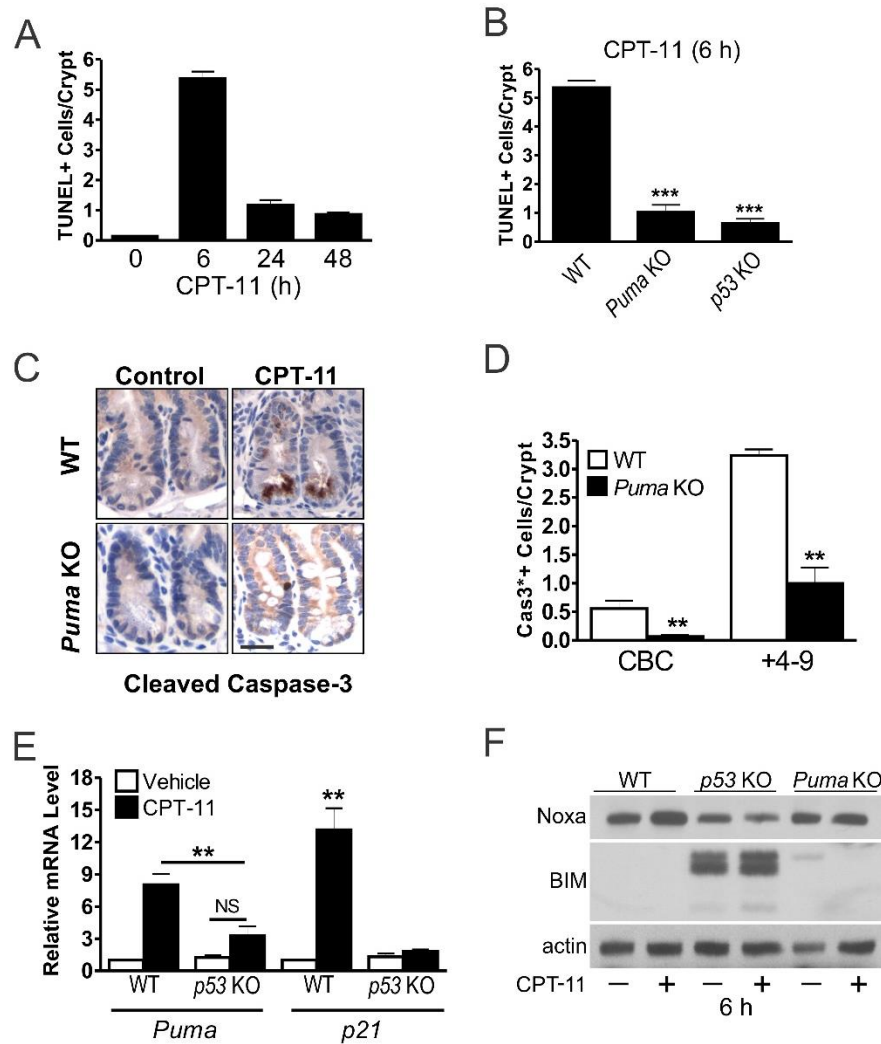 A
TUNEL+ Cells/Crypt
6
5
4
3
2
1
0
0 6 24 48
CPT-11 (h)
B
CPT-11 (6 h)
TUNEL+ Cells/Crypt
6
5
4
3
2
1
0
*** ***
WT Puma KO p53 KO
C
Control CPT-11
WT
Puma KO
Cleaved Caspase-3
D
Cas3*+ Cells/Crypt
3.5
3.0
2.5
2.0
1.5
1.0
0.5
0.0
WT
Puma KO
**
**
CBC +4-9
E
Relative mRNA Level
18
15
12
9
6
3
0
Vehicle
CPT-11
**
**
NS
WT p53 KO WT p53 KO
Puma p21
F
WT p53 KO Puma KO
Noxa
BIM
actin
CPT-11 — + — + — +
6 h